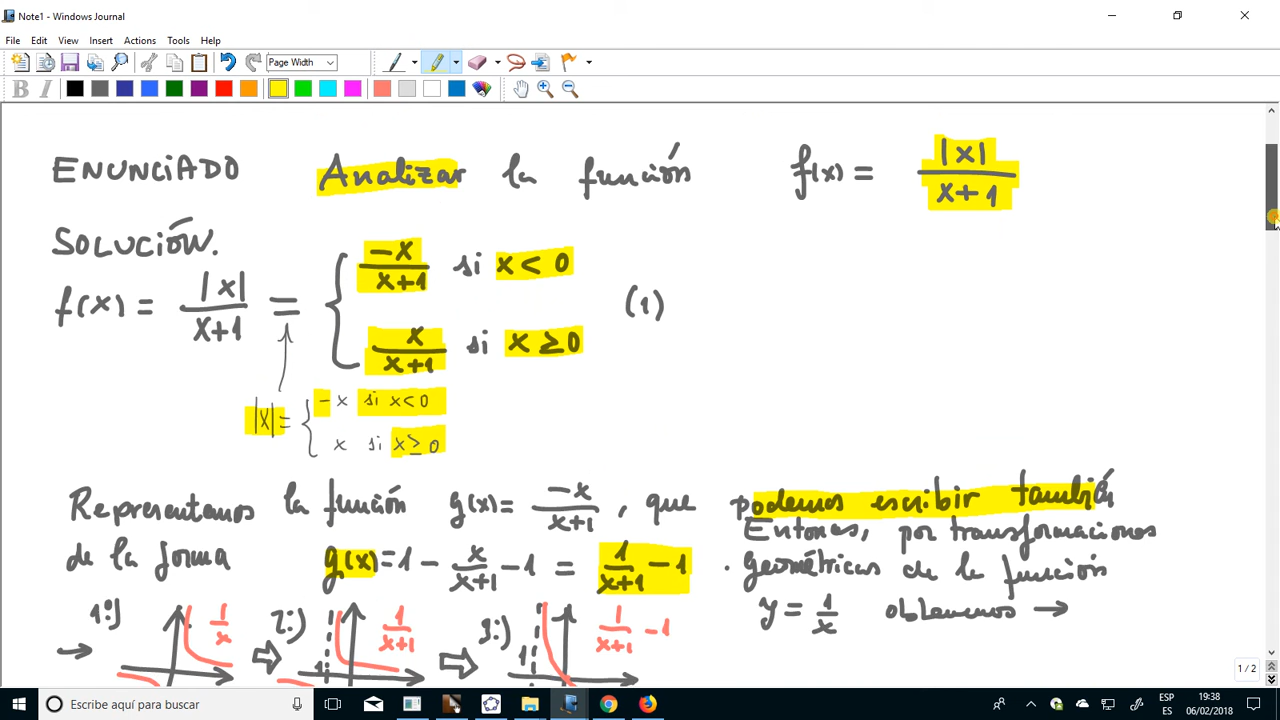 Note1 - Windows Journal
File Edit View Insert Actions Tools Help
Page Width
B I
ENUNCIADO Analizar la función f(x) = |x| / x+1
SOLUCIÓN.
f(x) = |x| / x+1 = { -x / x+1 si x < 0
x / x+1 si x ≥ 0 (1)
|x| = { -x si x < 0
x si x ≥ 0
Representamos la función g(x) = -x / x+1 , que podemos escribir también
de la forma g(x) = 1 - x / x+1 - 1 = 1 / x+1 - 1 .
Entonces, por transformaciones
geométricas de la función
y = 1 / x obtenemos →
→ 1º) 1 / x ⇨ 2º) 1 / x+1 1 ⇨ 3º) 1 / x+1 - 1 1
1 / 2
Escribe aquí para buscar
ESP
ES
19:38
06/02/2018